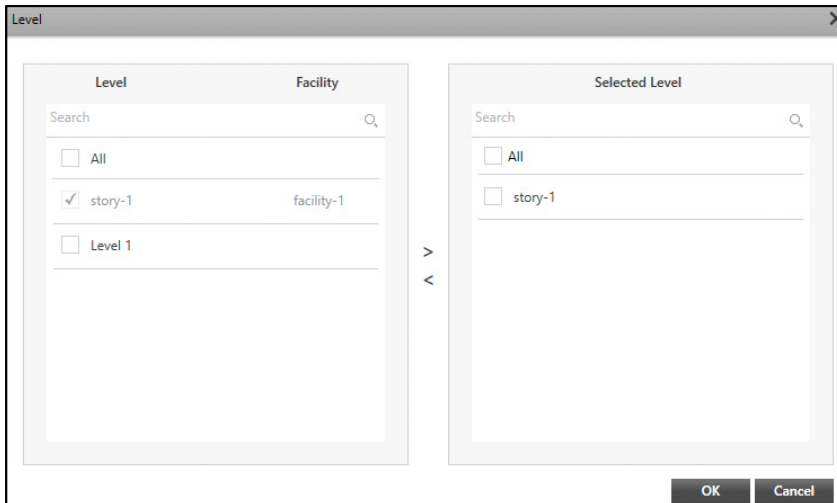 Level
Level Facility
Search
All
story-1 facility-1
Level 1
>
<
Selected Level
Search
All
story-1
OK Cancel